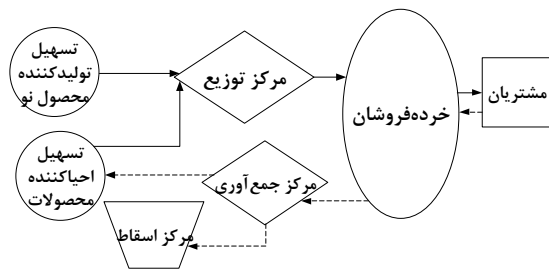 تسهیل
تولیدکننده
محصول نو
مرکز توزیع
خرده‌فروشان
مشتریان
تسهیل
احیاکننده
محصولات
مرکز جمع‌آوری
مرکز اسقاط